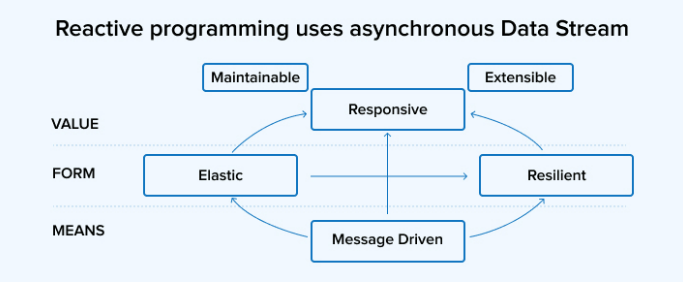 Reactive programming uses asynchronous Data Stream
Maintainable
Extensible
Responsive
VALUE
FORM
Elastic
Resilient
MEANS
Message Driven